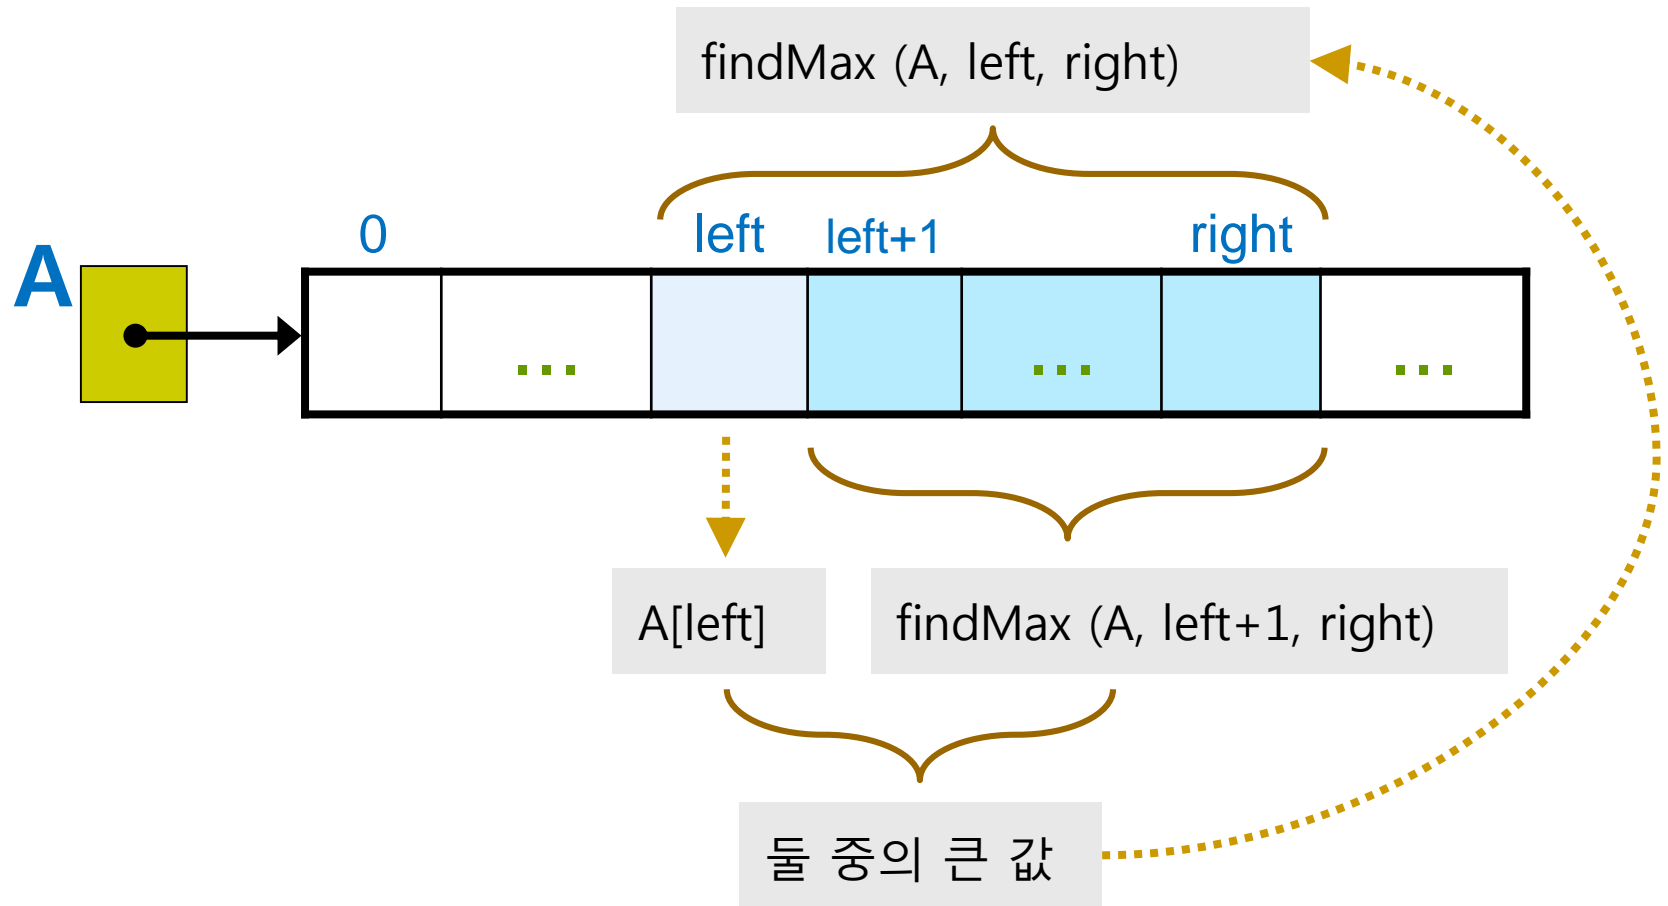 findMax (A, left, right)
0 left left+1 right
A
... ... ...
A[left] findMax (A, left+1, right)
둘 중의 큰 값